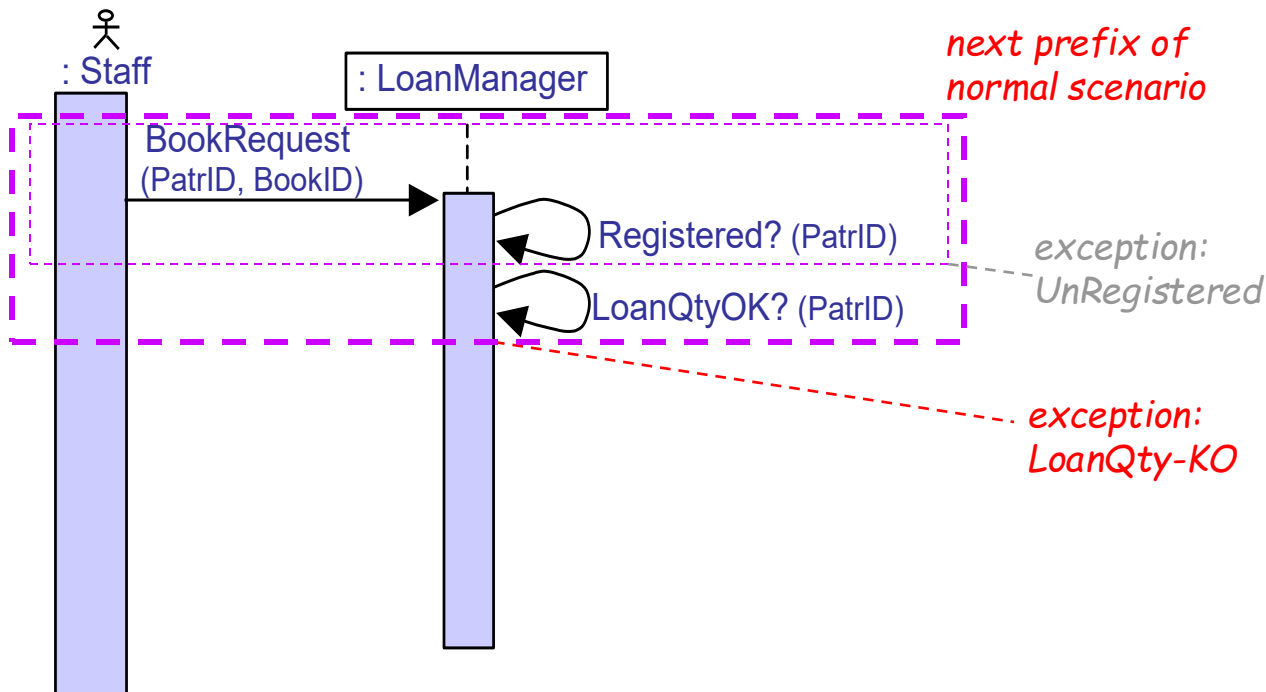 : Staff
: LoanManager
next prefix of
normal scenario
BookRequest
(PatrID, BookID)
Registered? (PatrID)
exception:
UnRegistered
LoanQtyOK? (PatrID)
exception:
LoanQty-KO